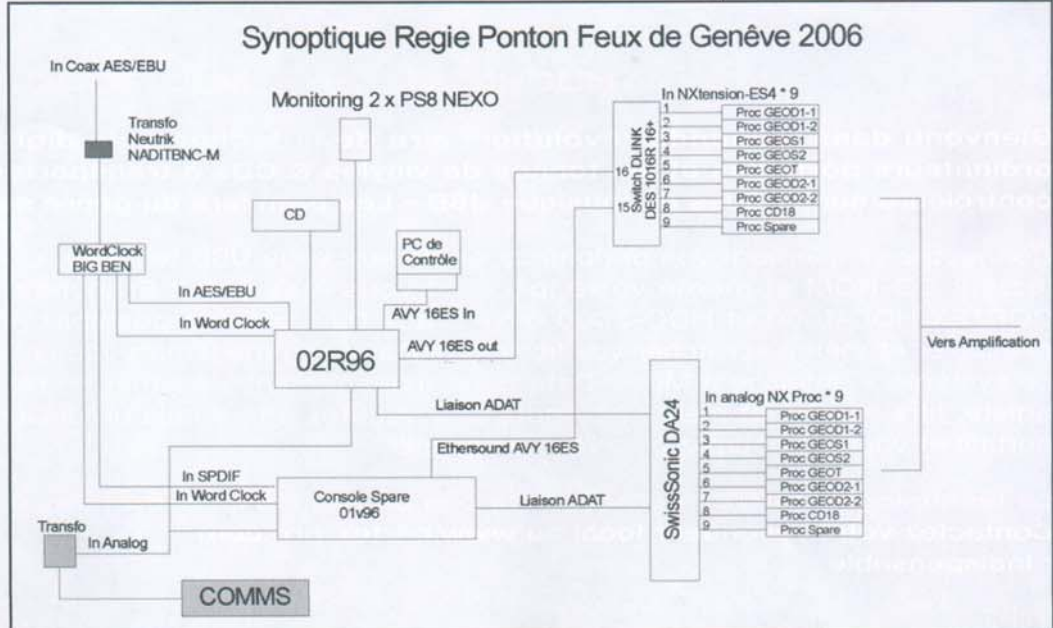 Synoptique Regie Ponton Feux de Genêve 2006
In Coax AES/EBU
Transfo
Neutrik
NADITBNC-M
Monitoring 2 x PS8 NEXO
CD
PC de
Contrôle
WordClock
BIG BEN
In AES/EBU
In Word Clock
AVY 16ES In
AVY 16ES out
02R96
Liaison ADAT
Ethersound AVY 16ES
In SPDIF
In Word Clock
Console Spare
01v96
Liaison ADAT
Transfo
In Analog
COMMS
Switch DLINK
DES 1016R 16+
16
15
In NXtension-ES4 * 9
1 Proc GEOD1-1
2 Proc GEOD1-2
3 Proc GEOS1
4 Proc GEOS2
5 Proc GEOT
6 Proc GEOD2-1
7 Proc GEOD2-2
8 Proc CD18
9 Proc Spare
Vers Amplification
SwissSonic DA24
In analog NX Proc * 9
1 Proc GEOD1-1
2 Proc GEOD1-2
3 Proc GEOS1
4 Proc GEOS2
5 Proc GEOT
6 Proc GEOD2-1
7 Proc GEOD2-2
8 Proc CD18
9 Proc Spare